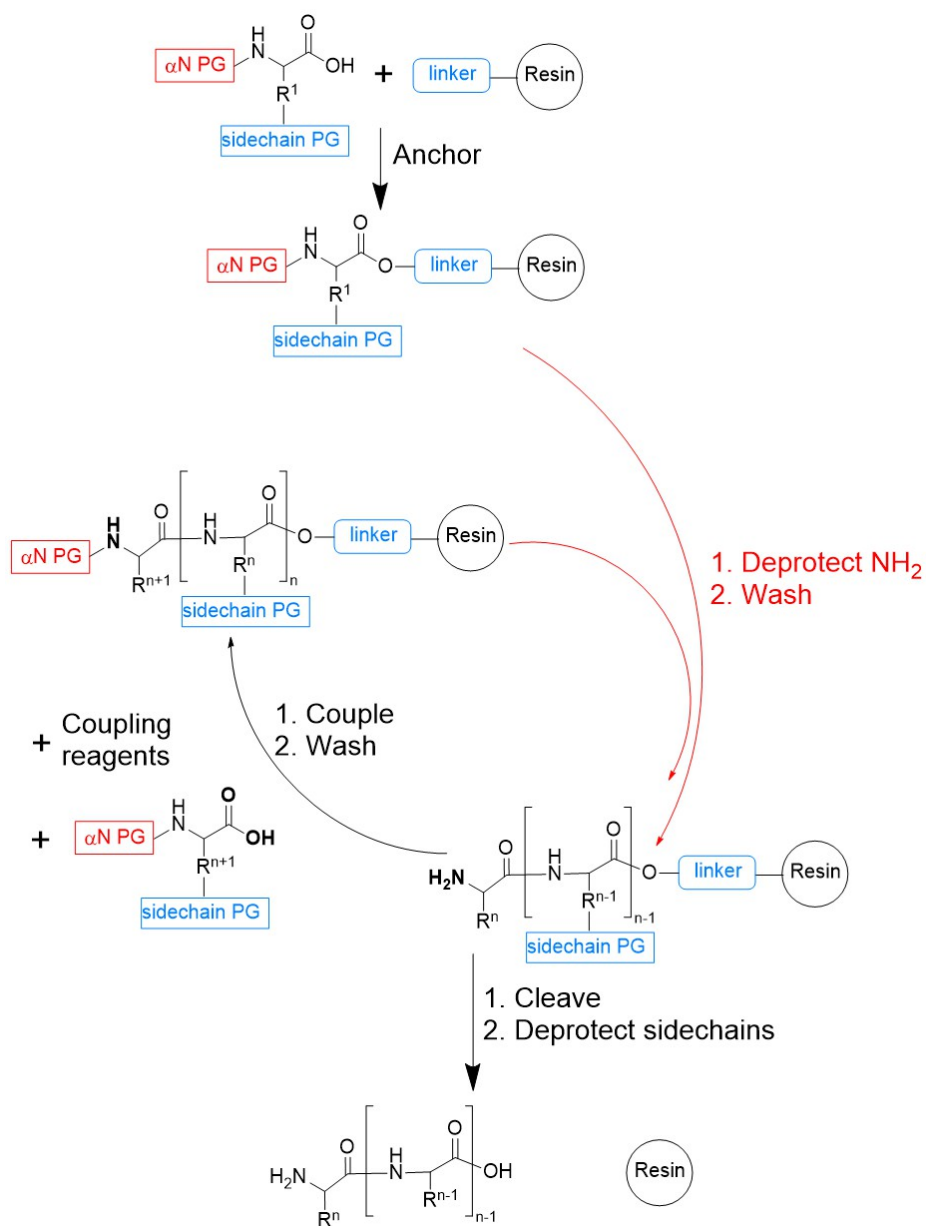 αN PG
H
N
O
OH
R¹
sidechain PG
+
linker
Resin
Anchor
αN PG
H
N
O
O
R¹
sidechain PG
linker
Resin
αN PG
H
N
Rⁿ⁺¹
O
H
N
O
Rⁿ
n
O
sidechain PG
linker
Resin
1. Deprotect NH₂
2. Wash
1. Couple
2. Wash
+ Coupling
reagents
+
αN PG
H
N
O
OH
Rⁿ⁺¹
sidechain PG
H₂N
Rⁿ
O
H
N
O
Rⁿ⁻¹
n-1
O
sidechain PG
linker
Resin
1. Cleave
2. Deprotect sidechains
H₂N
Rⁿ
O
H
N
O
OH
Rⁿ⁻¹
n-1
Resin